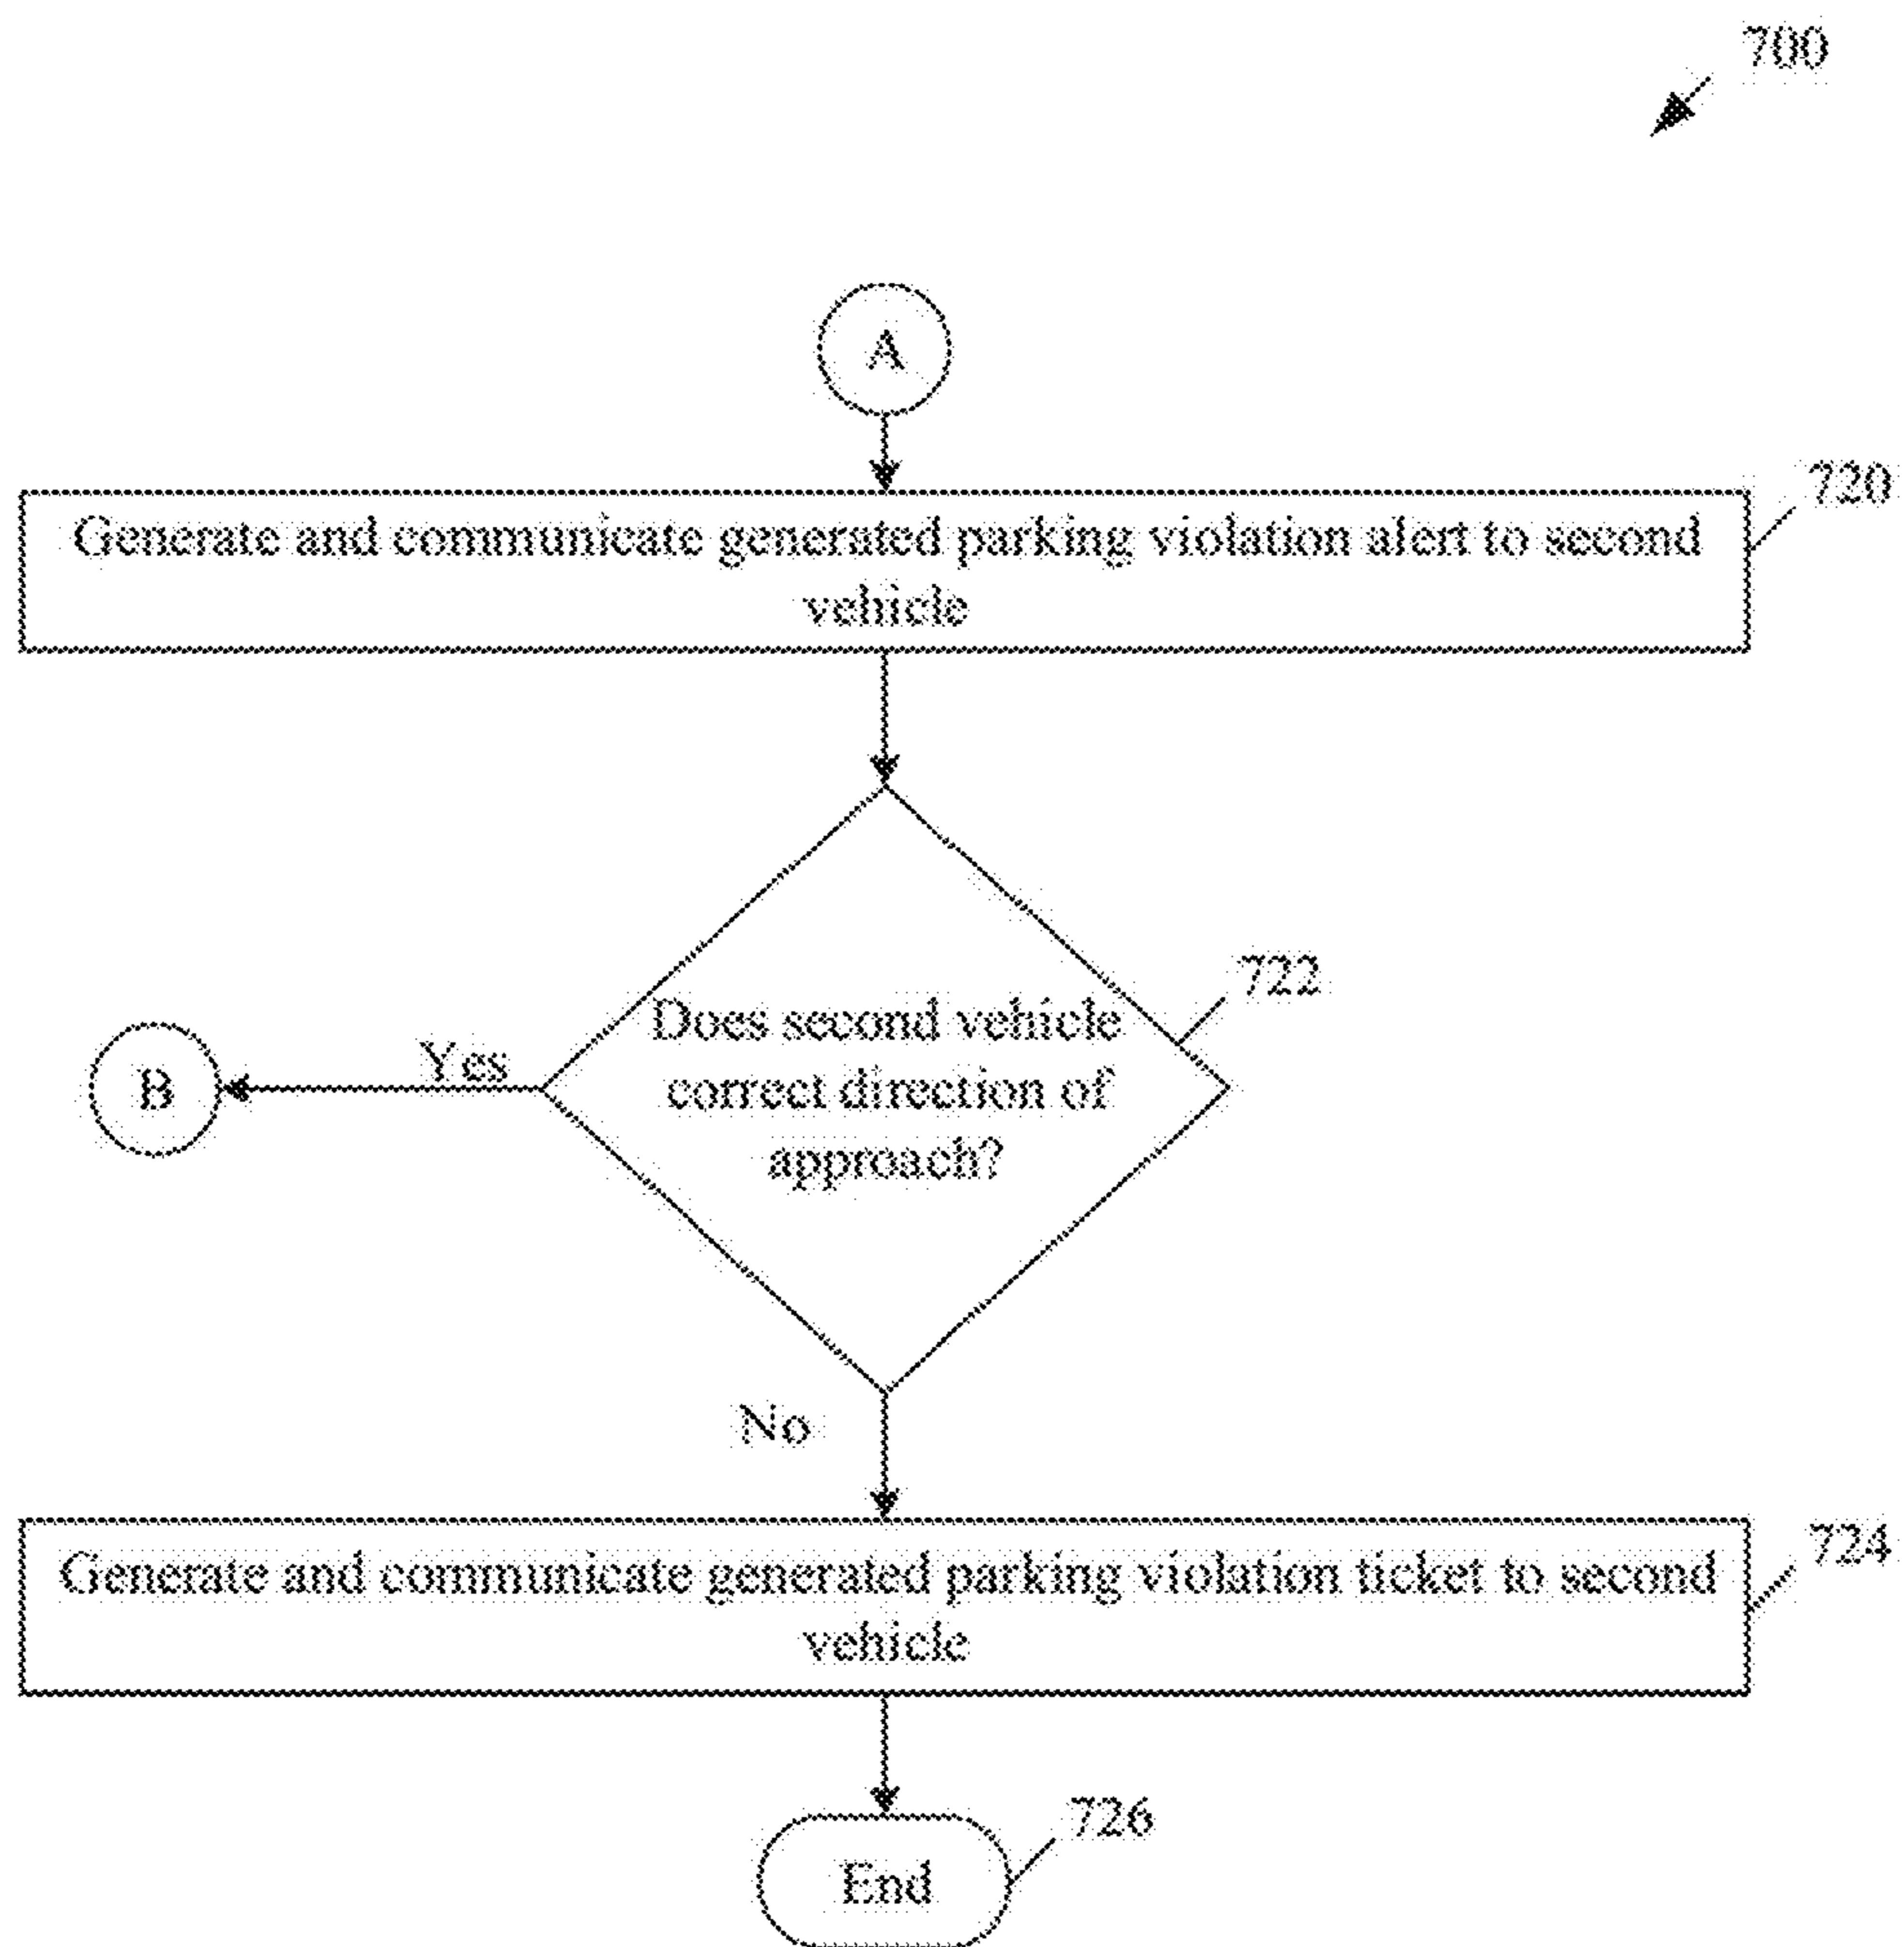 700
A
Generate and communicate generated parking violation alert to second
vehicle
720
722
Does second vehicle
correct direction of
approach?
Yes
B
No
Generate and communicate generated parking violation ticket to second
vehicle
724
726
End